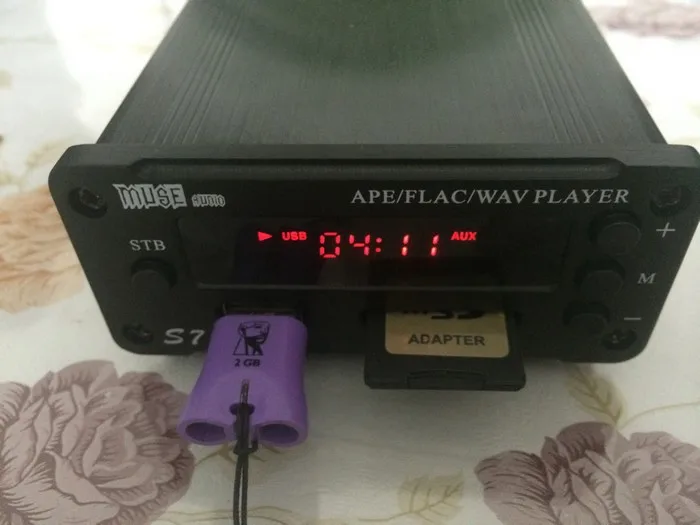 MUSE AUDIO
APE/FLAC/WAV PLAYER
STB
USB 04:11 AUX
+
M
−
S7
2 GB
ADAPTER